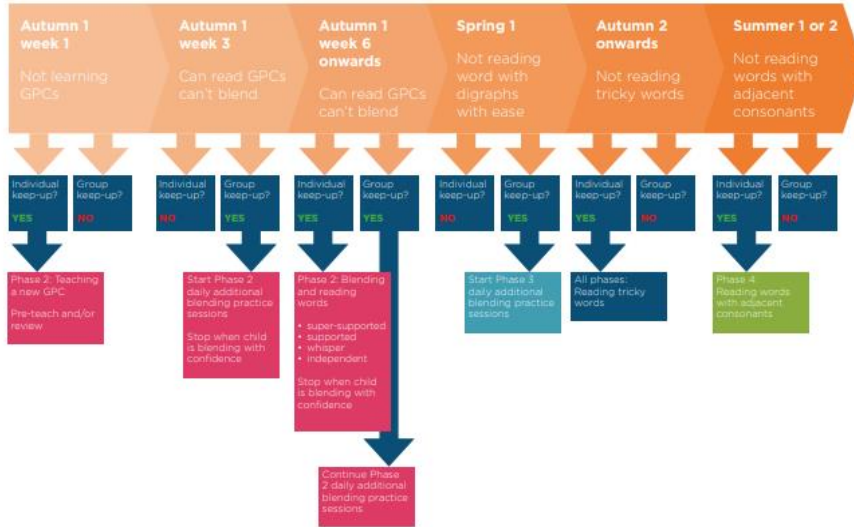 Autumn 1
week 1
Not learning
GPCs
Autumn 1
week 3
Can read GPCs
can't blend
Autumn 1
week 6
onwards
Can read GPCs
can't blend
Spring 1
Not reading
word with
digraphs
with ease
Autumn 2
onwards
Not reading
tricky words
Summer 1 or 2
Not reading
words with
adjacent
consonants
Individual
keep-up?
YES
Group
keep-up?
NO
Individual
keep-up?
NO
Group
keep-up?
YES
Individual
keep-up?
YES
Group
keep-up?
YES
Individual
keep-up?
NO
Group
keep-up?
YES
Individual
keep-up?
YES
Group
keep-up?
NO
Individual
keep-up?
YES
Group
keep-up?
NO
Phase 2: Teaching
a new GPC
Pre-teach and/or
review
Start Phase 2
daily additional
blending practice
sessions
Stop when child
is blending with
confidence
Phase 2: Blending
and reading
words
• super-supported
• supported
• whisper
• independent
Stop when child
is blending with
confidence
Start Phase 3
daily additional
blending practice
sessions
All phases:
Reading tricky
words
Phase 4
Reading words
with adjacent
consonants
Continue Phase
2 daily additional
blending practice
sessions